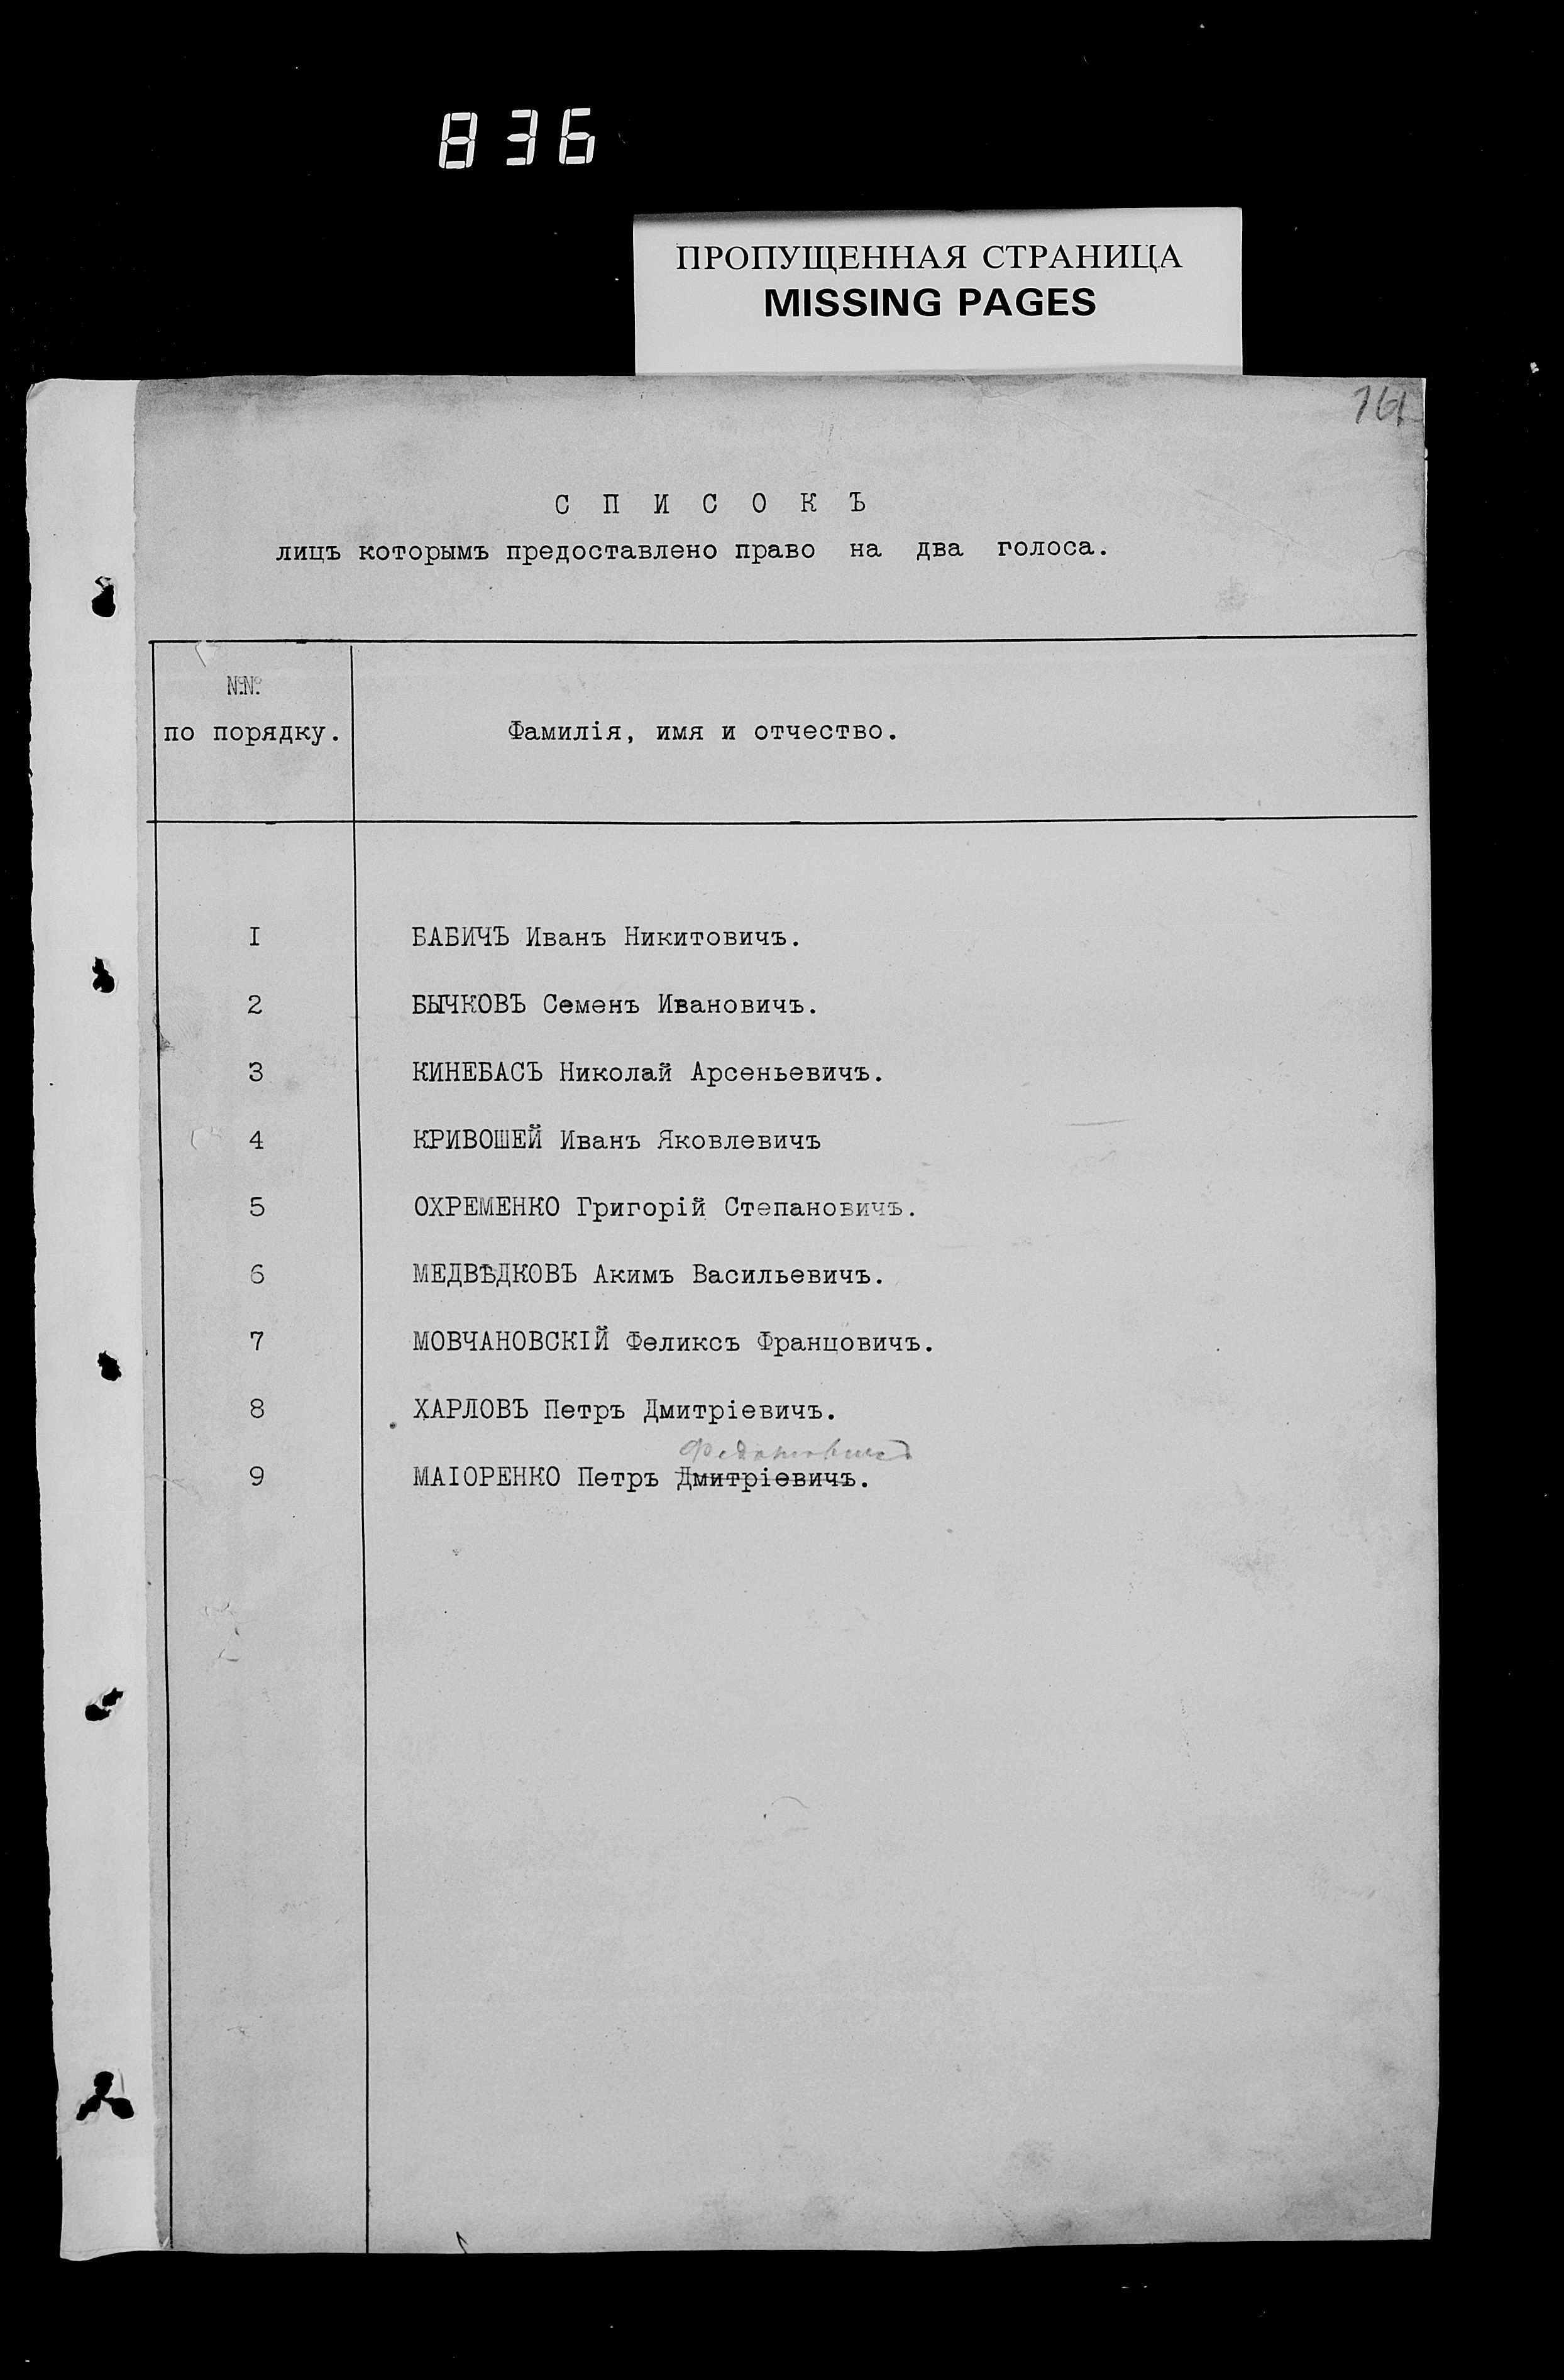 836
ПРОПУЩЕННАЯ СТРАНИЦА
MISSING PAGES
С П И С О К Ъ
лицъ которымъ предоставлено право на два голоса.
№№
по порядку. Фамилія, имя и отчество.
I БАБИЧЪ Иванъ Никитовичъ.
2 БЫЧКОВЪ Семенъ Ивановичъ.
3 КИНЕБАСЪ Николай Арсеньевичъ.
4 КРИВОШЕЙ Иванъ Яковлевичъ
5 ОХРЕМЕНКО Григорій Степановичъ.
6 МЕДВѢДКОВЪ Акимъ Васильевичъ.
7 МОВЧАНОВСКІЙ Феликсъ Францовичъ.
8 ХАРЛОВЪ Петръ Дмитріевичъ.
9 МАІОРЕНКО Петръ Дмитріевичъ.